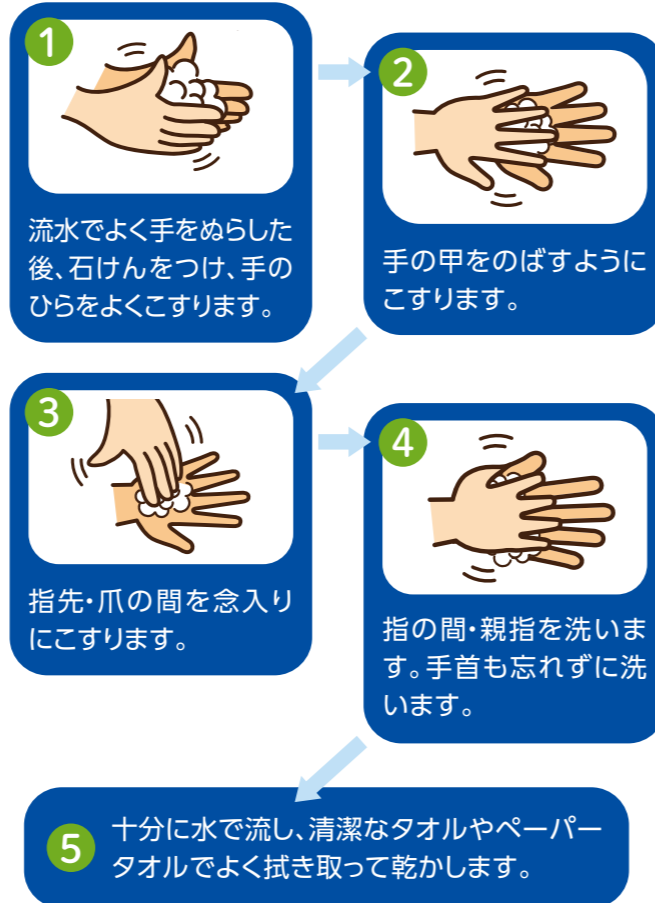 1
流水でよく手をぬらした
後、石けんをつけ、手の
ひらをよくこすります。
2
手の甲をのばすように
こすります。
3
指先・爪の間を念入り
にこすります。
4
指の間・親指を洗いま
す。手首も忘れずに洗
います。
5
十分に水で流し、清潔なタオルやペーパー
タオルでよく拭き取って乾かします。